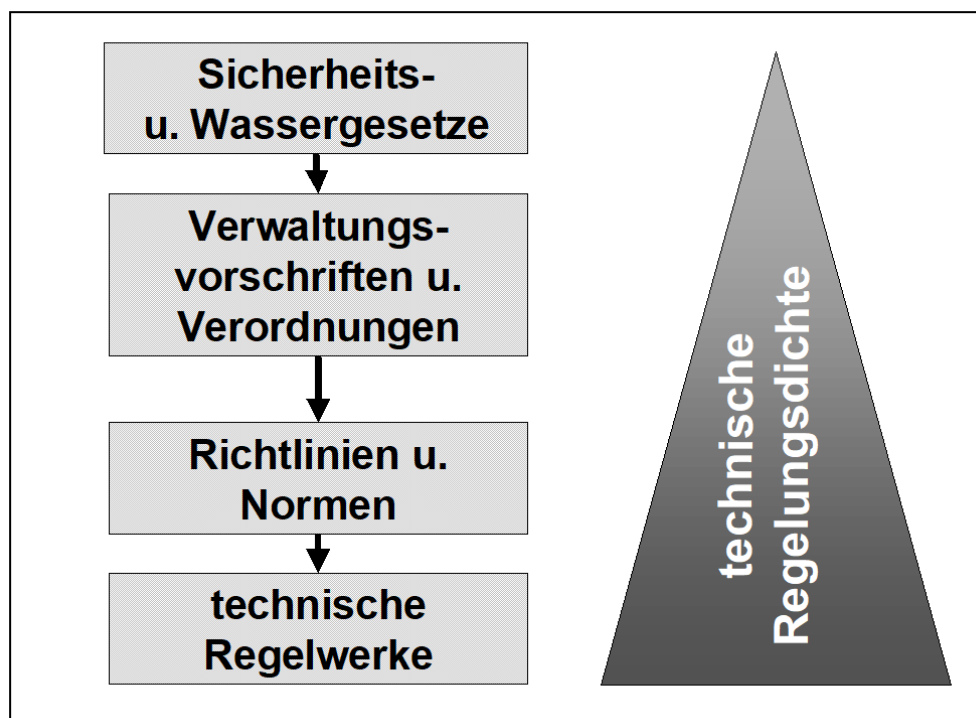 Sicherheits-
u. Wassergesetze
Verwaltungs-
vorschriften u.
Verordnungen
Richtlinien u.
Normen
technische
Regelwerke
technische
Regelungsdichte